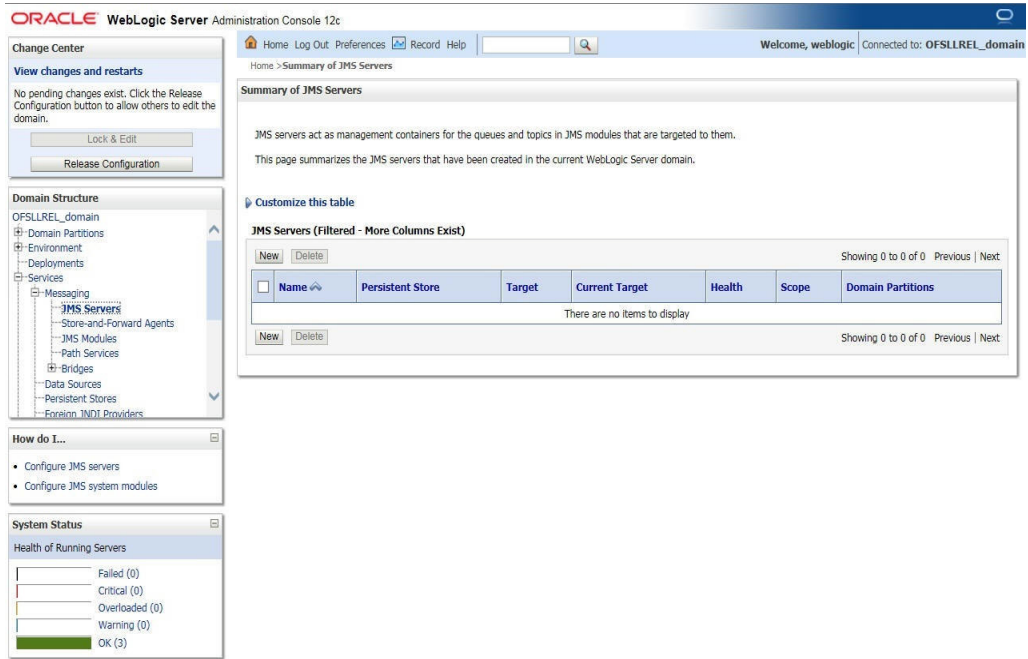 ORACLE WebLogic Server Administration Console 12c
Change Center
View changes and restarts
No pending changes exist. Click the Release
Configuration button to allow others to edit the
domain.
Lock & Edit
Release Configuration
Domain Structure
OFSLLREL_domain
Domain Partitions
Environment
Deployments
Services
Messaging
JMS Servers
Store-and-Forward Agents
JMS Modules
Path Services
Bridges
Data Sources
Persistent Stores
Foreign JNDI Providers
How do I...
Configure JMS servers
Configure JMS system modules
System Status
Health of Running Servers
Failed (0)
Critical (0)
Overloaded (0)
Warning (0)
OK (3)
Home Log Out Preferences Record Help
Welcome, weblogic Connected to: OFSLLREL_domain
Home >Summary of JMS Servers
Summary of JMS Servers
JMS servers act as management containers for the queues and topics in JMS modules that are targeted to them.
This page summarizes the JMS servers that have been created in the current WebLogic Server domain.
Customize this table
JMS Servers (Filtered - More Columns Exist)
New Delete Showing 0 to 0 of 0 Previous | Next
Name Persistent Store Target Current Target Health Scope Domain Partitions
There are no items to display
New Delete Showing 0 to 0 of 0 Previous | Next